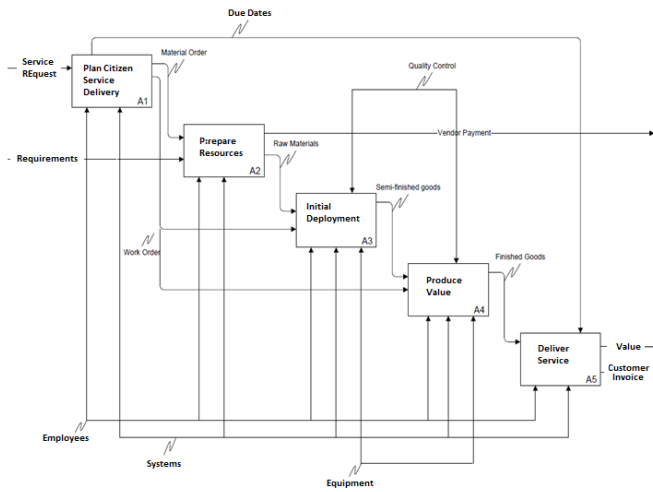 Due Dates
Service
REquest
Plan Citizen
Service
Delivery
A1
Material Order
Quality Control
Requirements
Prepare
Resources
A2
Raw Materials
Vendor Payment
Semi-finished goods
Initial
Deployment
A3
Work Order
Finished Goods
Produce
Value
A4
Deliver
Service
A5
Value
Customer
Invoice
Employees
Systems
Equipment